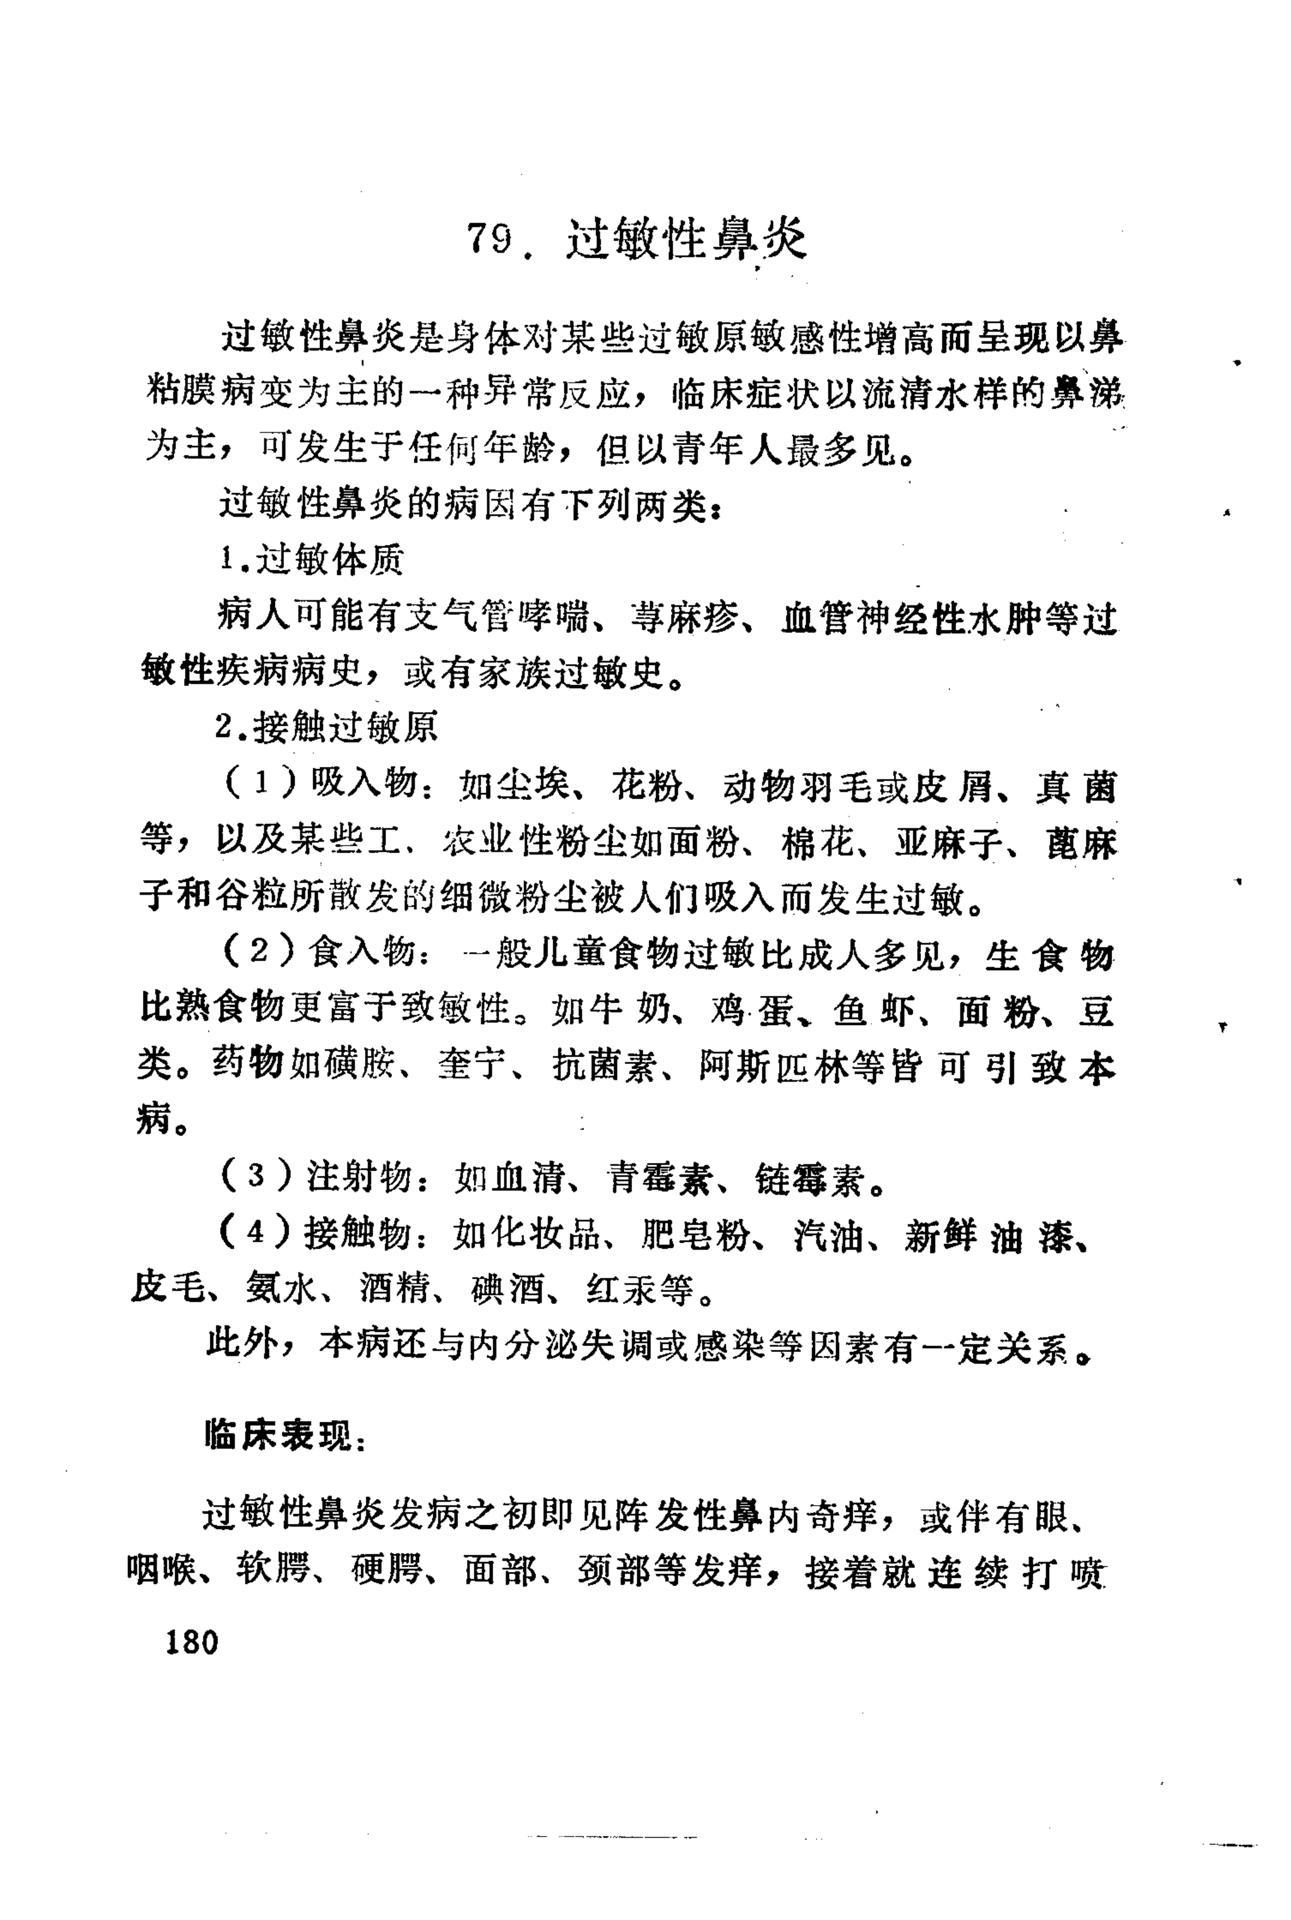 79．过敏性鼻炎
过敏性鼻炎是身体对某些过敏原敏感性增高而呈现以鼻
粘膜病变为主的一种异常反应，临床症状以流清水样的鼻涕
为主，可发生于任何年龄，但以青年人最多见。
过敏性鼻炎的病因有下列两类：
1.过敏体质
病人可能有支气管哮喘、荨麻疹、血管神经性水肿等过
敏性疾病病史，或有家族过敏史。
2.接触过敏原
（1）吸入物：如尘埃、花粉、动物羽毛或皮屑、真菌
等，以及某些工、农业性粉尘如面粉、棉花、亚麻子、蓖麻
子和谷粒所散发的细微粉尘被人们吸入而发生过敏。
（2）食入物：一般儿童食物过敏比成人多见，生食物
比熟食物更富于致敏性。如牛奶、鸡蛋、鱼虾、面粉、豆
类。药物如磺胺、奎宁、抗菌素、阿斯匹林等皆可引致本
病。
（3）注射物：如血清、青霉素、链霉素。
（4）接触物：如化妆品、肥皂粉、汽油、新鲜油漆、
皮毛、氨水、酒精、碘酒、红汞等。
此外，本病还与内分泌失调或感染等因素有一定关系。
临床表现：
过敏性鼻炎发病之初即见阵发性鼻内奇痒，或伴有眼、
咽喉、软腭、硬腭、面部、颈部等发痒，接着就连续打喷
180